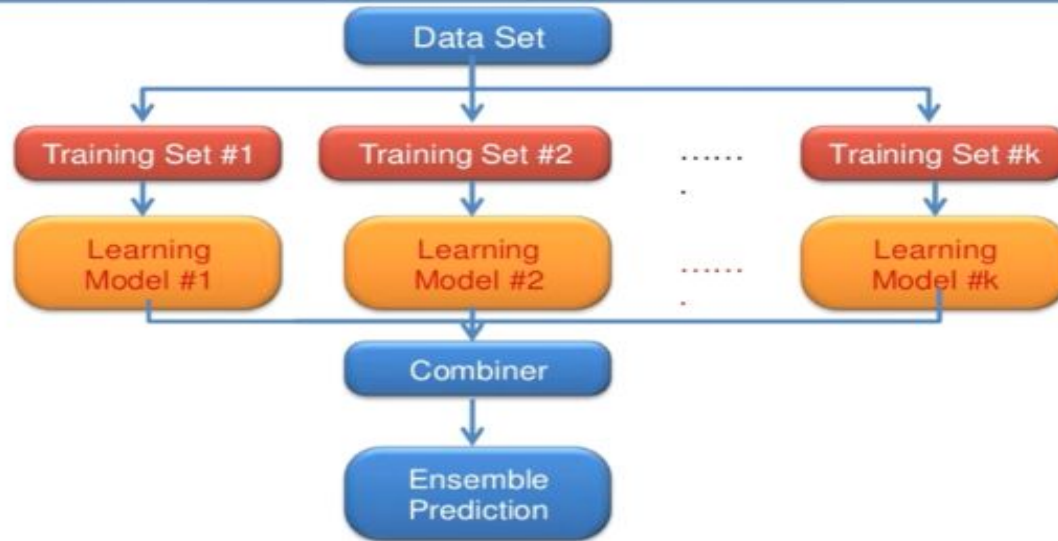 Data Set
Training Set #1
Training Set #2
.......
.
Training Set #k
Learning
Model #1
Learning
Model #2
.......
.
Learning
Model #k
Combiner
Ensemble
Prediction